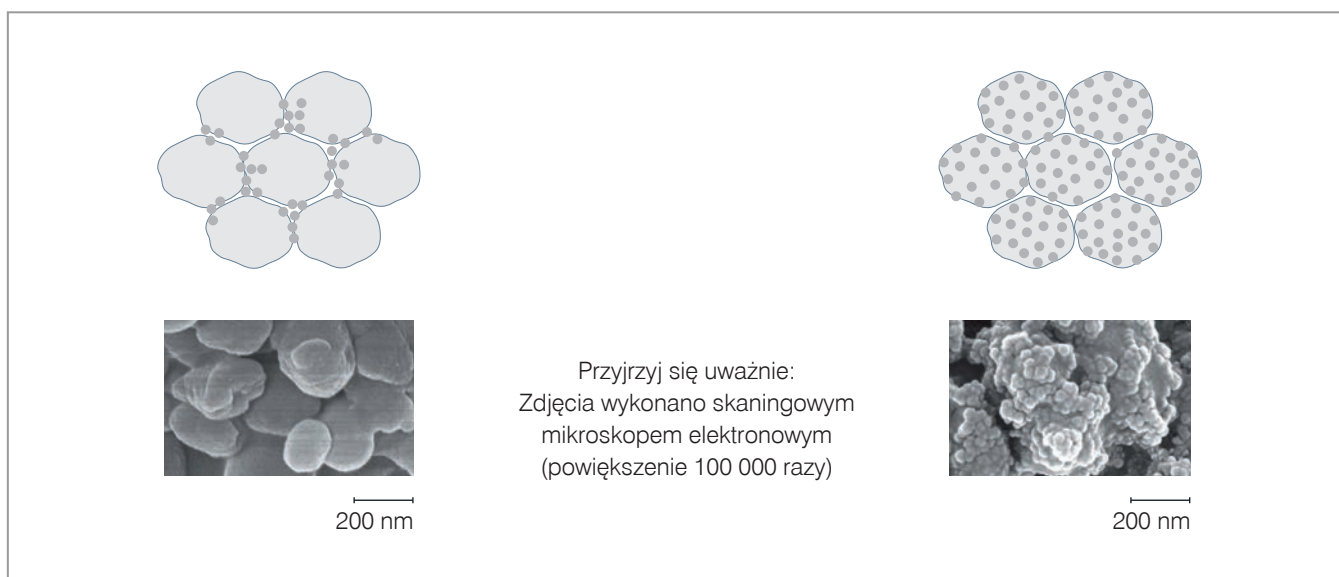 Przyjrzyj się uważnie:
Zdjęcia wykonano skaningowym
mikroskopem elektronowym
(powiększenie 100 000 razy)
200 nm
200 nm